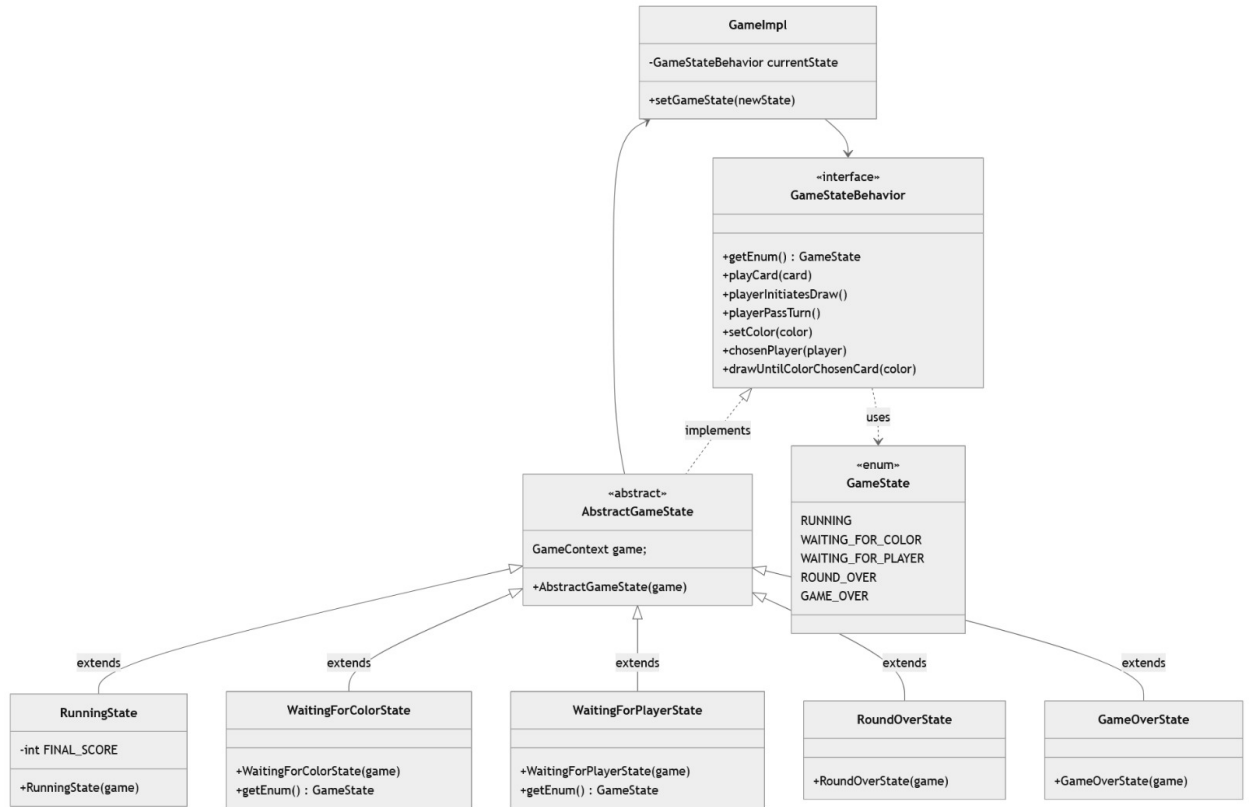 GameImpl
-GameStateBehavior currentState
+setGameState(newState)
«interface»
GameStateBehavior
+getEnum() : GameState
+playCard(card)
+playerInitiatesDraw()
+playerPassTurn()
+setColor(color)
+chosenPlayer(player)
+drawUntilColorChosenCard(color)
implements
uses
«abstract»
AbstractGameState
GameContext game;
+AbstractGameState(game)
«enum»
GameState
RUNNING
WAITING_FOR_COLOR
WAITING_FOR_PLAYER
ROUND_OVER
GAME_OVER
extends
extends
extends
extends
extends
RunningState
-int FINAL_SCORE
+RunningState(game)
WaitingForColorState
+WaitingForColorState(game)
+getEnum() : GameState
WaitingForPlayerState
+WaitingForPlayerState(game)
+getEnum() : GameState
RoundOverState
+RoundOverState(game)
GameOverState
+GameOverState(game)